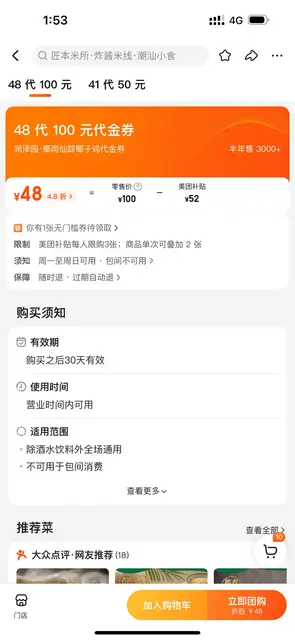 1:53
4G
匠本米所·炸酱米线·潮汕小食
48 代 100 元
41 代 50 元
48 代 100 元代金券
润泽园·椰雨仙踪椰子鸡代金券
半年售 3000+
¥48 4.8 折 > = 零售价 ? ¥100 — 美团补贴 ¥52
你有1张无门槛券待领取 >
限制 美团补贴每人限购3张；商品单次可叠加 2 张
须知 周一至周日可用 · 包间不可用 >
保障 随时退 · 过期自动退 >
购买须知
有效期
购买之后30天有效
使用时间
营业时间内可用
适用范围
· 除酒水饮料外全场通用
· 不可用于包间消费
查看更多
推荐菜
查看全部 >
大众点评·网友推荐 (18)
10
门店
加入购物车
立即团购
折后 ¥48